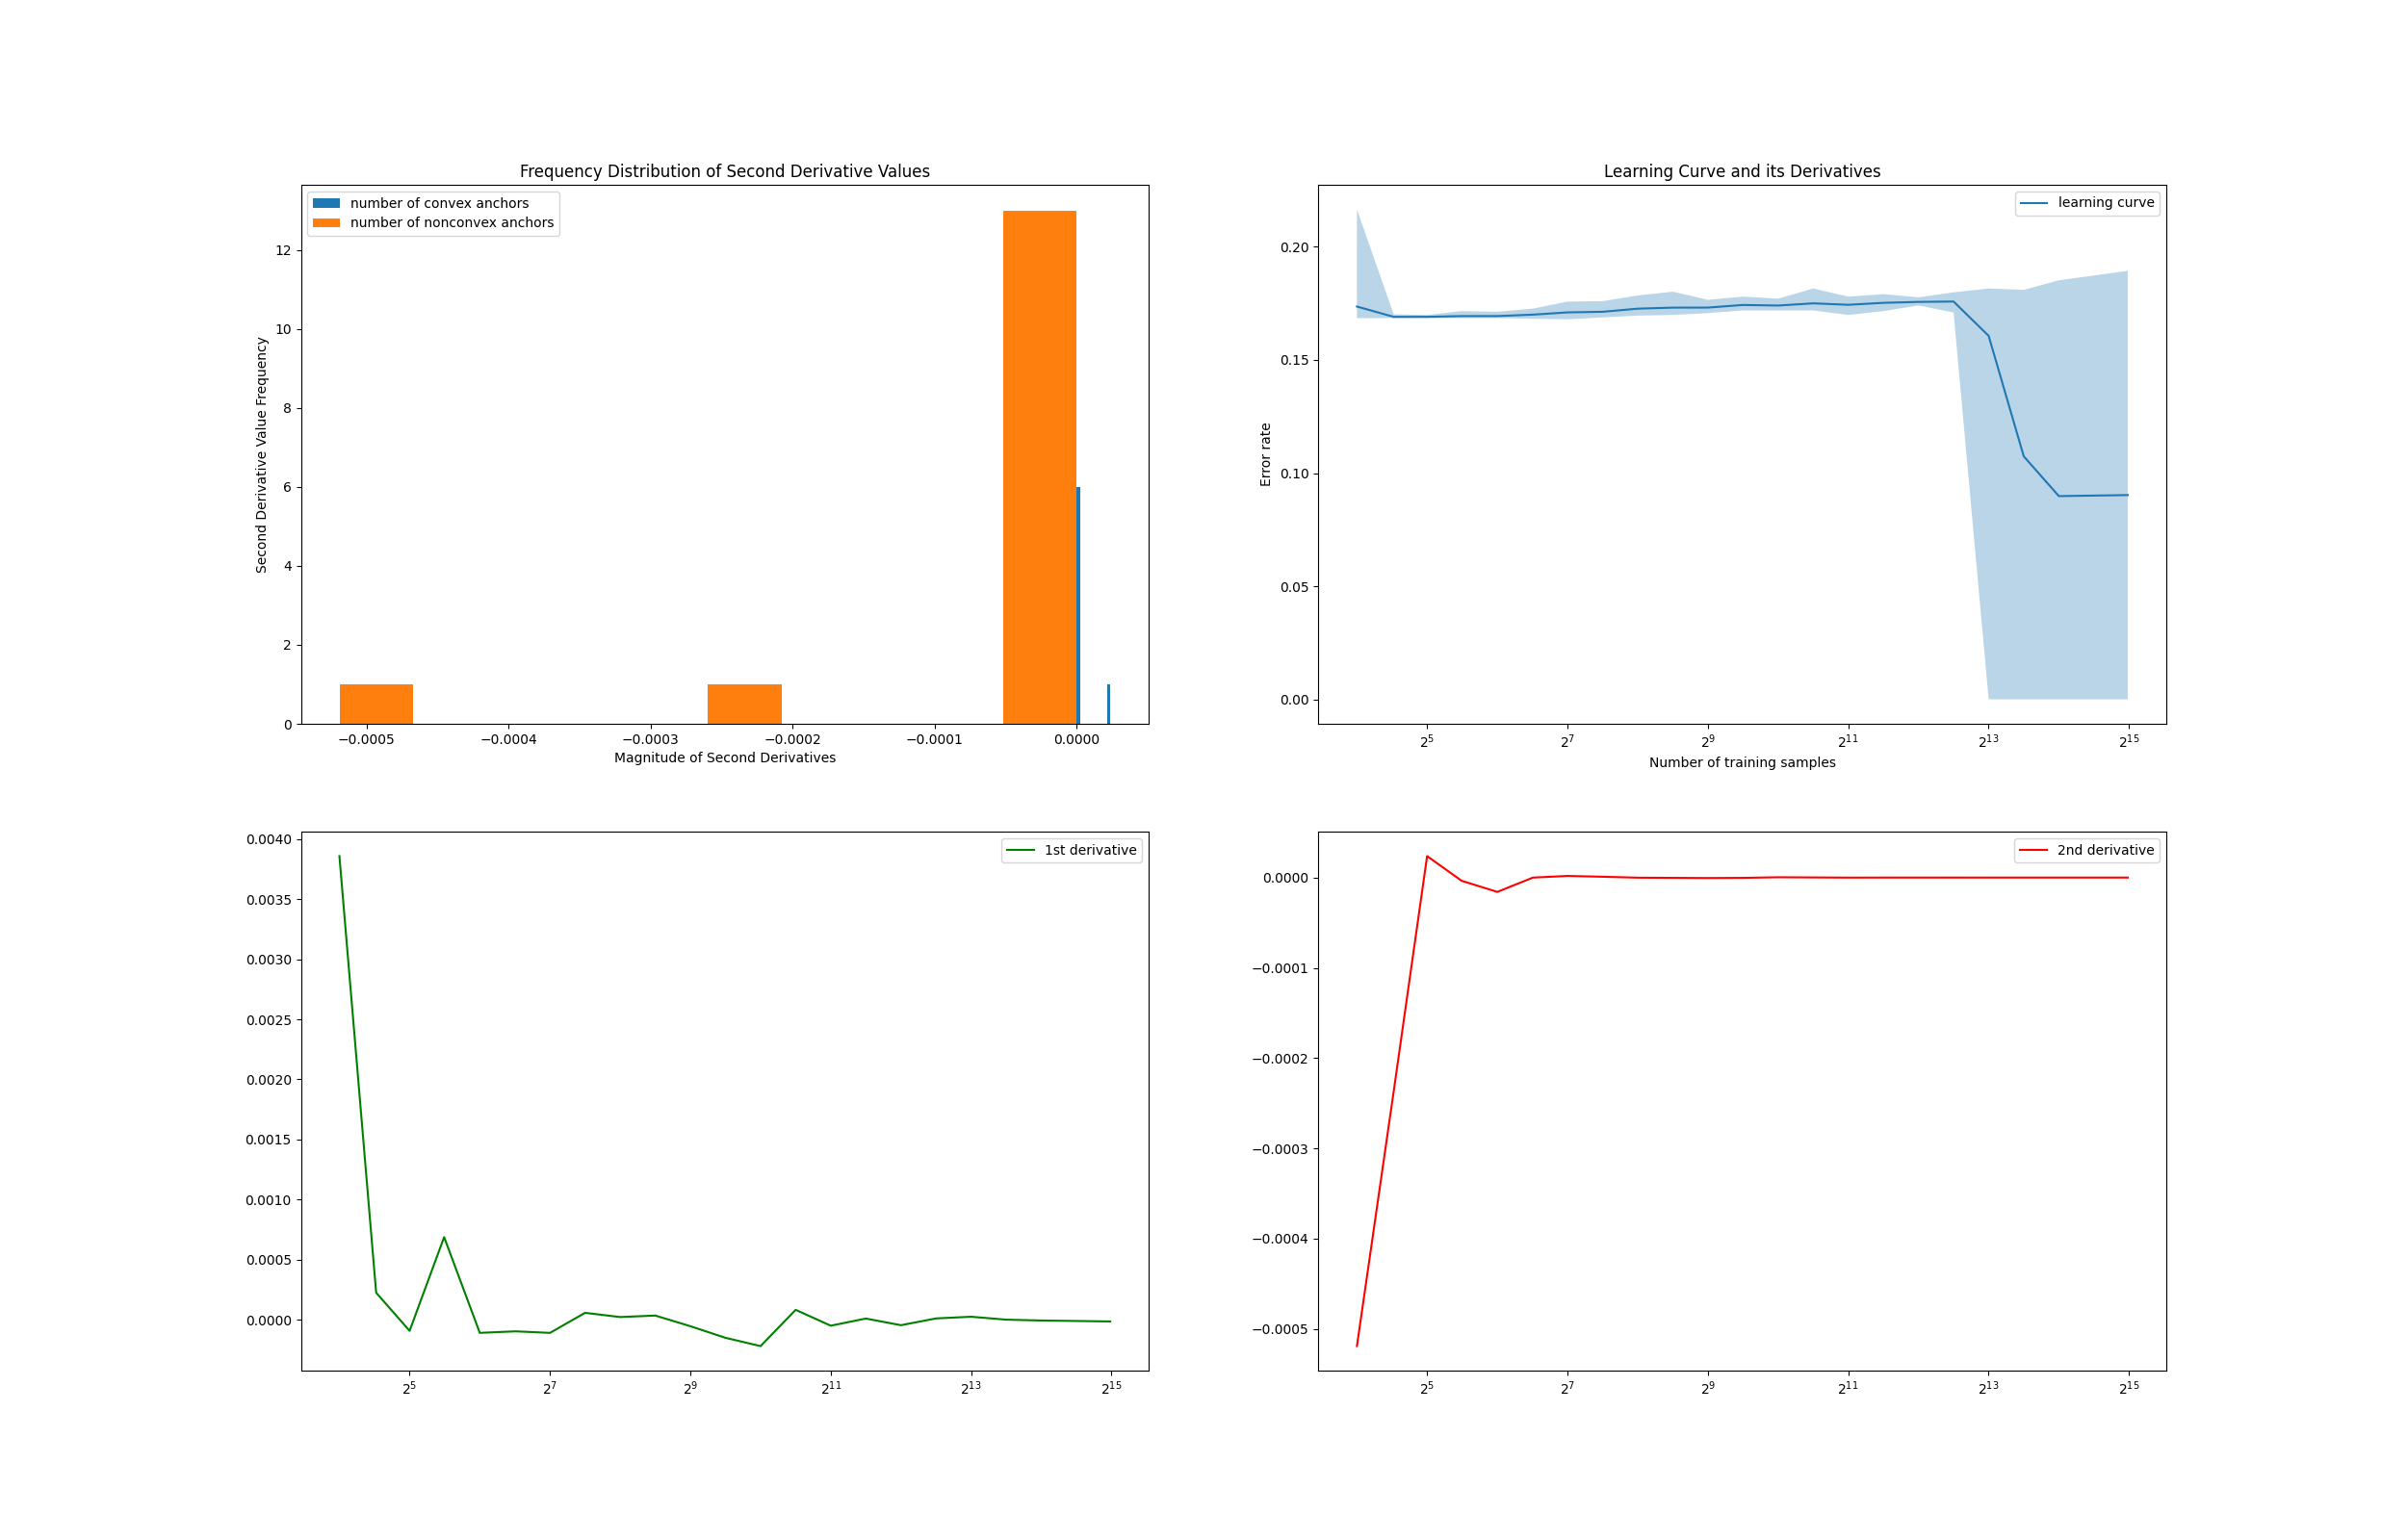 Frequency Distribution of Second Derivative Values
number of convex anchors
number of nonconvex anchors
Second Derivative Value Frequency
12
10
8
6
4
2
0
−0.0005 −0.0004 −0.0003 −0.0002 −0.0001 0.0000
Magnitude of Second Derivatives
Learning Curve and its Derivatives
learning curve
Error rate
0.20
0.15
0.10
0.05
0.00
2^5 2^7 2^9 2^11 2^13 2^15
Number of training samples
1st derivative
0.0040
0.0035
0.0030
0.0025
0.0020
0.0015
0.0010
0.0005
0.0000
2^5 2^7 2^9 2^11 2^13 2^15
2nd derivative
0.0000
−0.0001
−0.0002
−0.0003
−0.0004
−0.0005
2^5 2^7 2^9 2^11 2^13 2^15